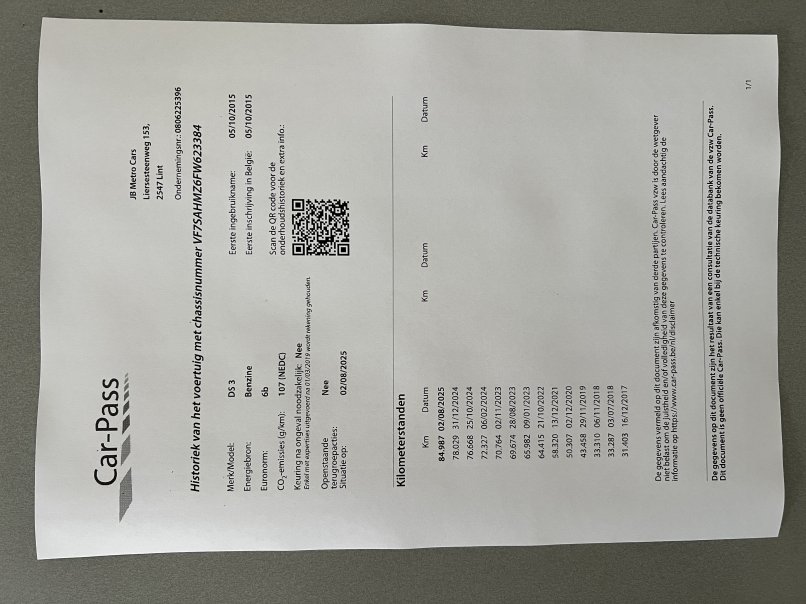 Car-Pass
JB Metro Cars
Liersesteenweg 153,
2547 Lint
Ondernemingsnr.: 0806225396
Historiek van het voertuig met chassisnummer VF7SAHMZ6FW623384
Merk/Model: DS 3
Energiebron: Benzine
Euronorm: 6b
CO2-emissies (g/km): 107 (NEDC)
Keuring na ongeval noodzakelijk: Nee
Enkel met expertises uitgevoerd na 01/03/2019 wordt rekening gehouden.
Openstaande Nee
terugroepacties:
Situatie op: 02/08/2025
Eerste ingebruikname: 05/10/2015
Eerste inschrijving in België: 05/10/2015
Scan de QR code voor de
onderhoudshistoriek en extra info.:
Kilometerstanden
Km Datum Km Datum Km Datum
84.987 02/08/2025
78.029 31/12/2024
76.668 25/10/2024
72.327 06/02/2024
70.764 02/11/2023
69.674 28/08/2023
65.982 09/01/2023
64.415 21/10/2022
58.320 13/12/2021
50.307 02/12/2020
43.458 29/11/2019
33.310 06/11/2018
33.287 03/07/2018
31.403 16/12/2017
De gegevens vermeld op dit document zijn afkomstig van derde partijen. Car-Pass vzw is door de wetgever
niet belast om de juistheid en/of volledigheid van deze gegevens te controleren. Lees aandachtig de
informatie op https://www.car-pass.be/nl/disclaimer
De gegevens op dit document zijn het resultaat van een consultatie van de databank van de vzw Car-Pass.
Dit document is geen officiële Car-Pass. Die kan enkel bij de technische keuring bekomen worden.
1/1